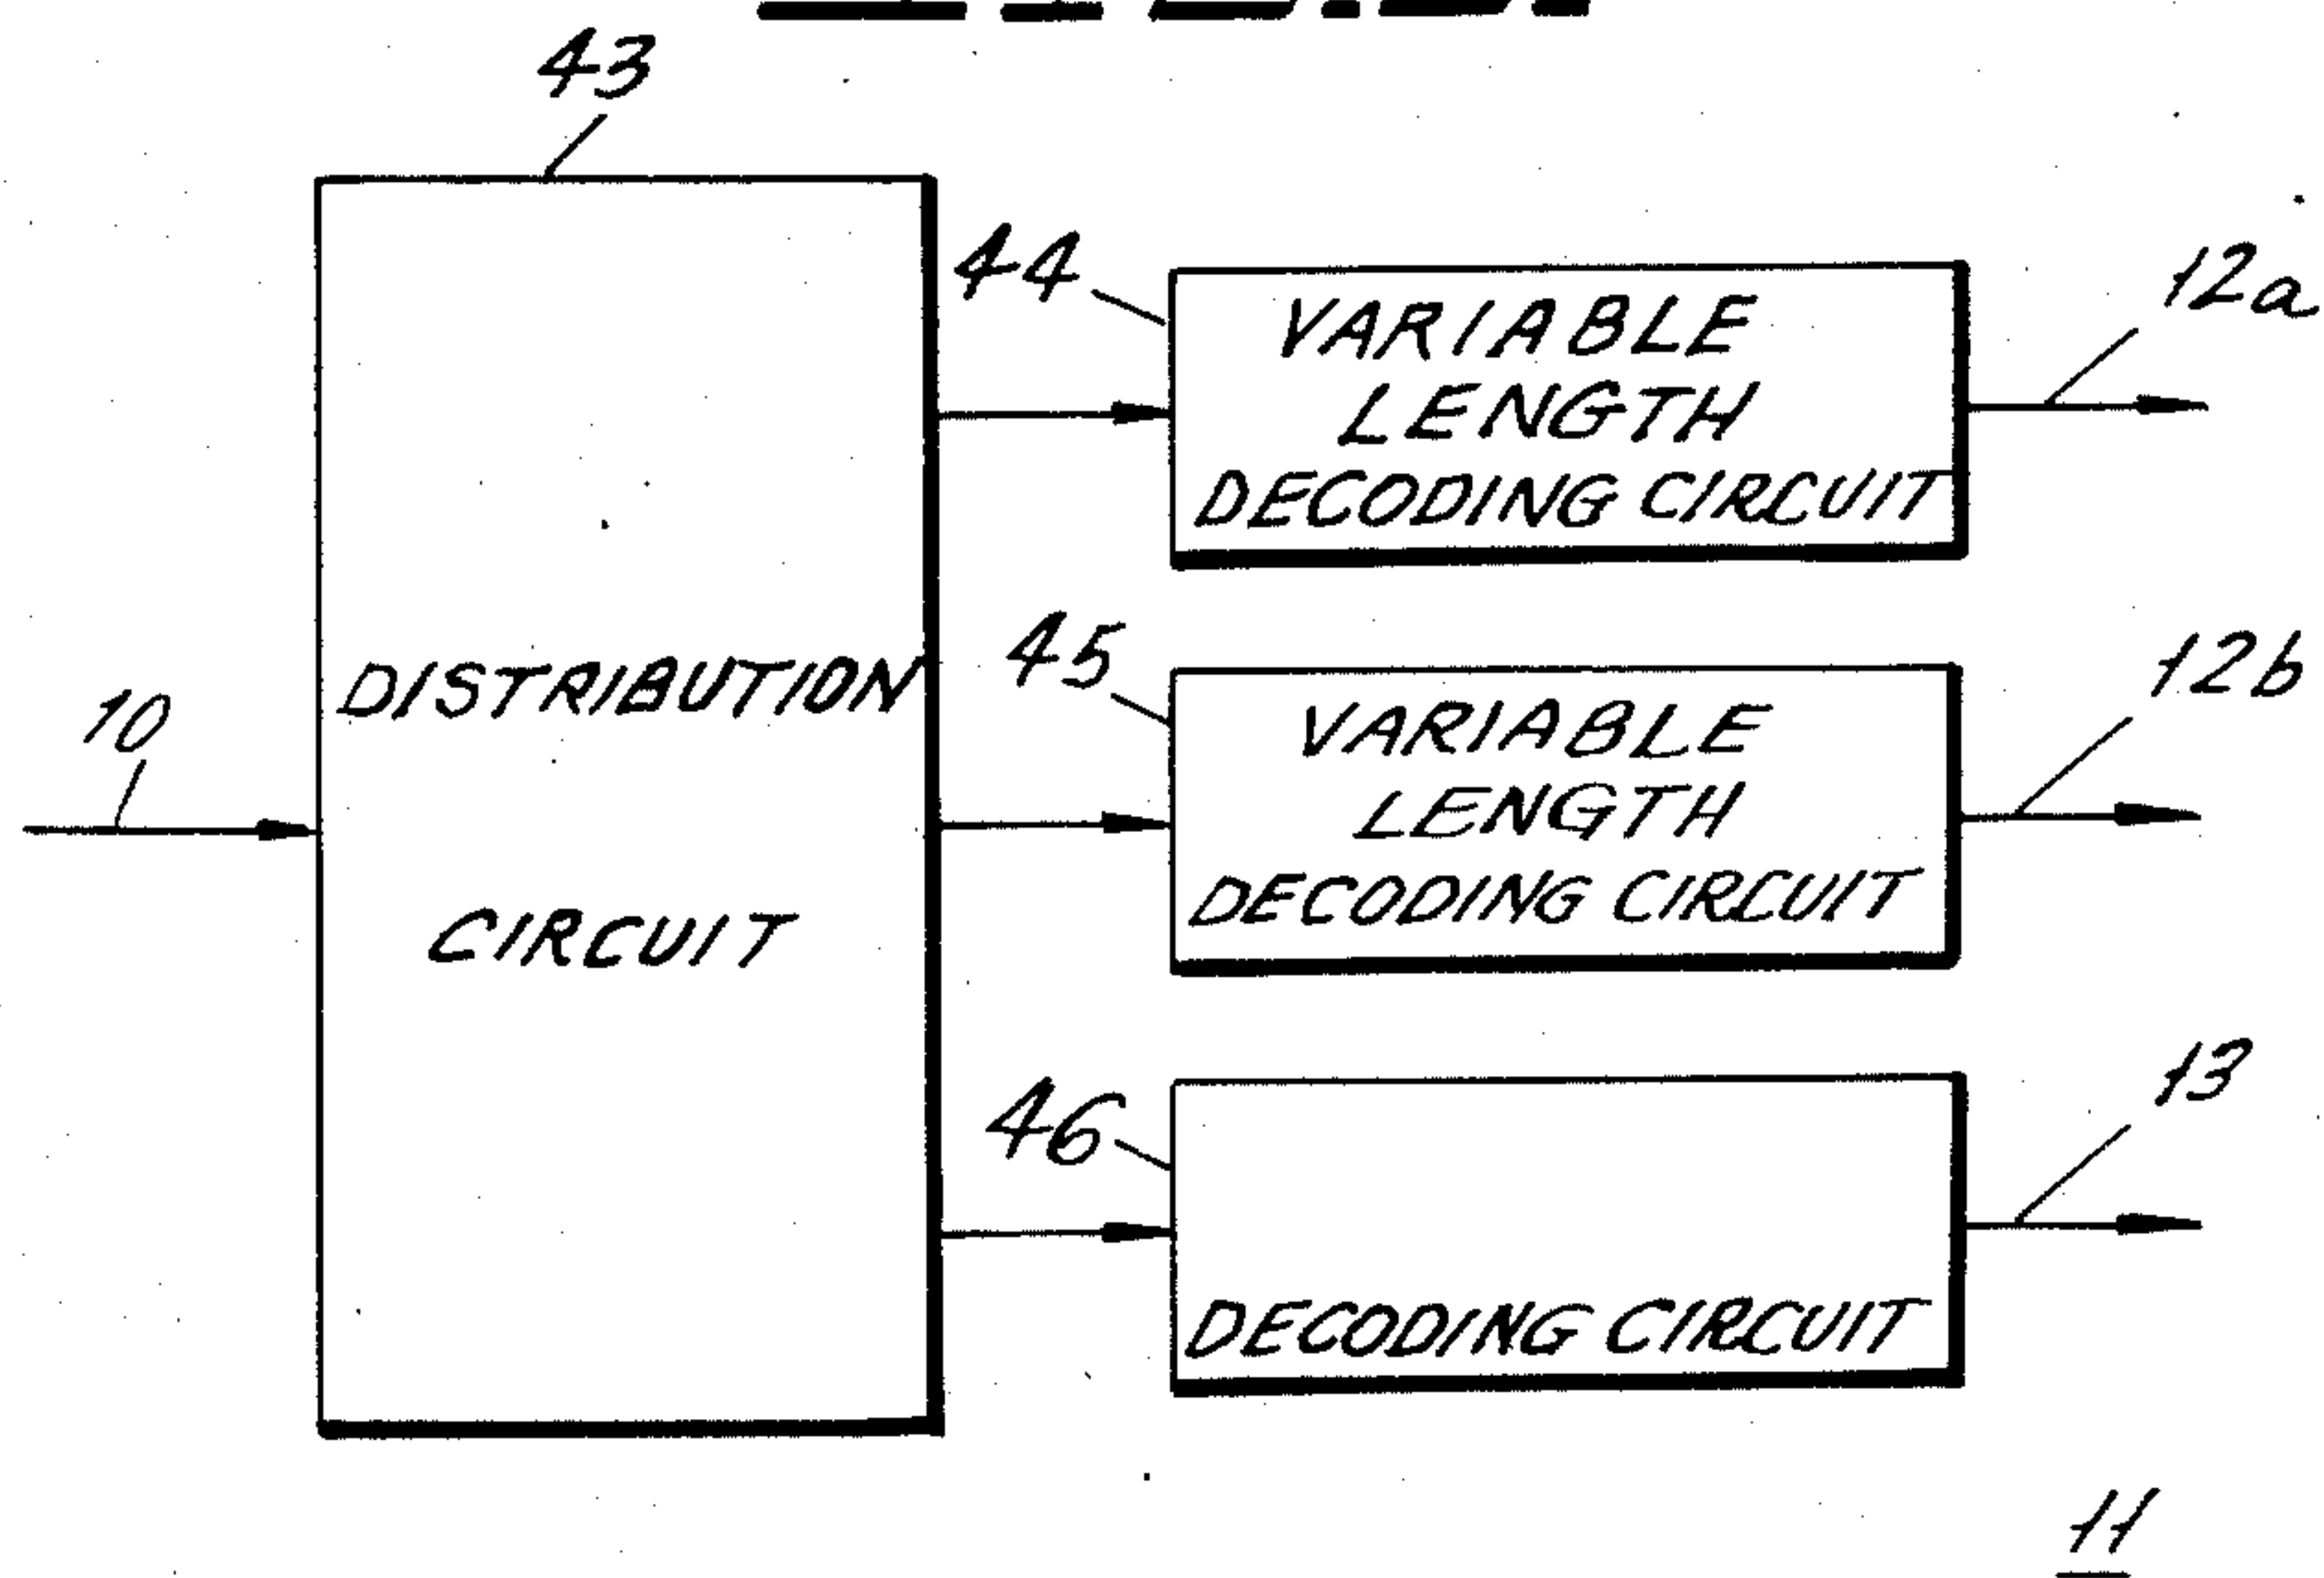 43
44
VARIABLE
LENGTH
DECODING CIRCUIT
12a
10
DISTRIBUTION
CIRCUIT
45
VARIABLE
LENGTH
DECODING CIRCUIT
12b
46
DECODING CIRCUIT
13
11